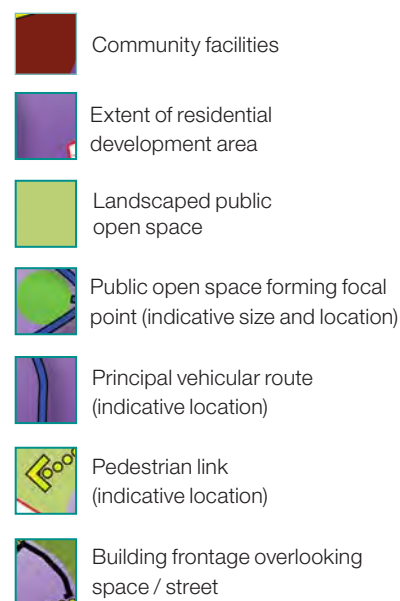 Community facilities
Extent of residential
development area
Landscaped public
open space
Public open space forming focal
point (indicative size and location)
Principal vehicular route
(indicative location)
Pedestrian link
(indicative location)
Building frontage overlooking
space / street